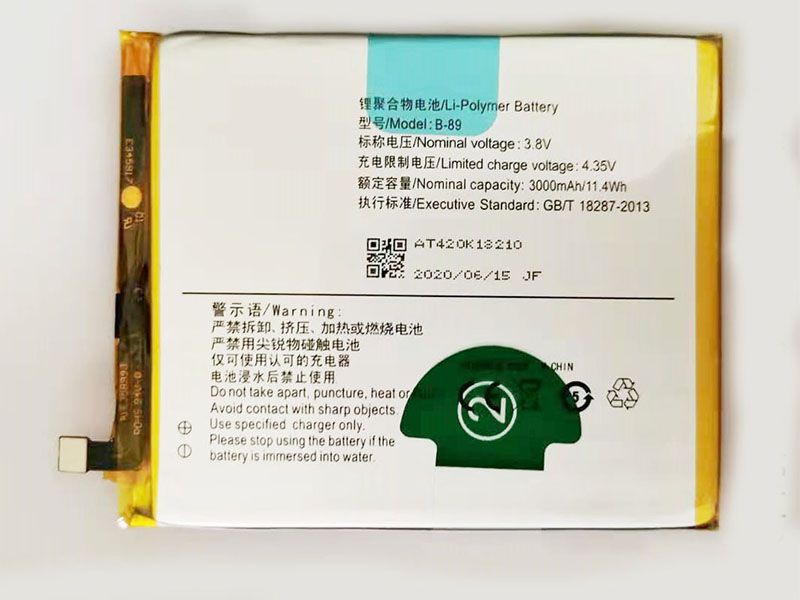 锂聚合物电池/Li-Polymer Battery
型号/Model: B-89
标称电压/Nominal voltage: 3.8V
充电限制电压/Limited charge voltage: 4.35V
额定容量/Nominal capacity: 3000mAh/11.4Wh
执行标准/Executive Standard: GB/T 18287-2013
AT420K18210
2020/06/15 JF
警示语/Warning:
严禁拆卸、挤压、加热或燃烧电池
严禁用尖锐物碰触电池
仅可使用认可的充电器
电池浸水后禁止使用
Do not take apart, puncture, heat or
Avoid contact with sharp objects.
Use specified charger only.
Please stop using the battery if the
battery is immersed into water.
CHIN
CE
2
5